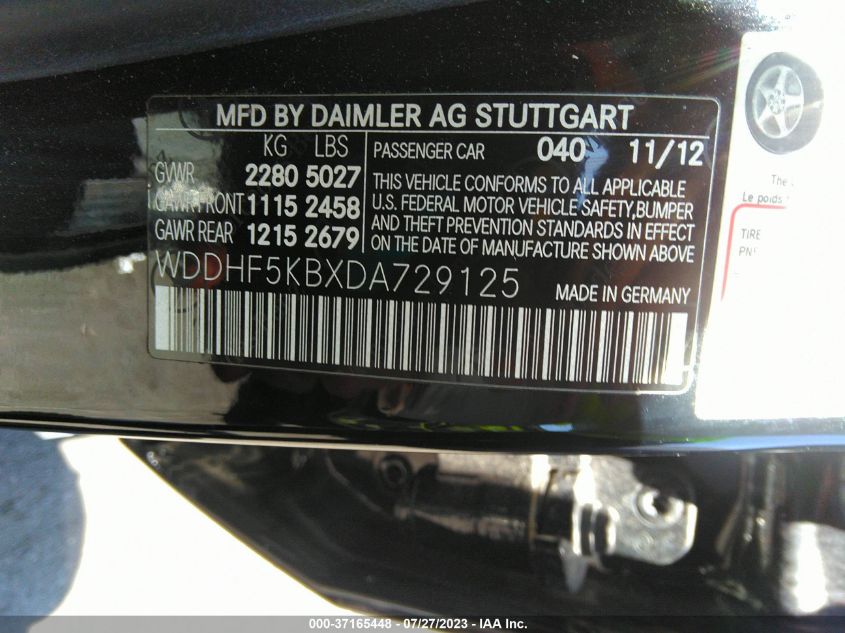 MFD BY DAIMLER AG STUTTGART
KG LBS
GVWR 2280 5027
GAWR FRONT 1115 2458
GAWR REAR 1215 2679
PASSENGER CAR 040 11/12
THIS VEHICLE CONFORMS TO ALL APPLICABLE
U.S. FEDERAL MOTOR VEHICLE SAFETY,BUMPER
AND THEFT PREVENTION STANDARDS IN EFFECT
ON THE DATE OF MANUFACTURE SHOWN ABOVE
WDDHF5KBXDA729125
MADE IN GERMANY
The
Le poids
TIRE
000-37165448 - 07/27/2023 - IAA Inc.